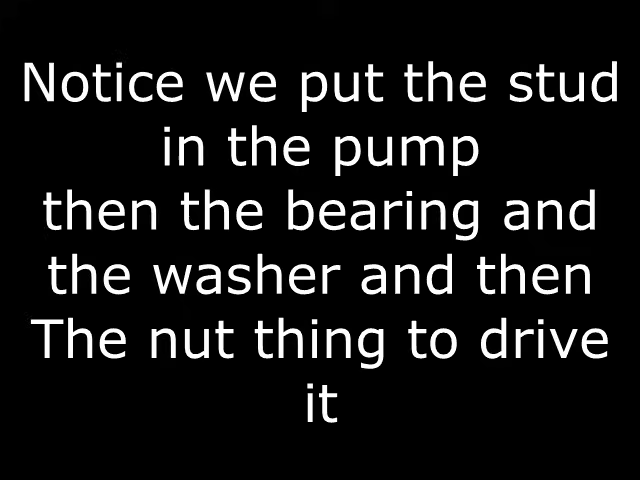 Notice we put the stud
in the pump
then the bearing and
the washer and then
The nut thing to drive
it